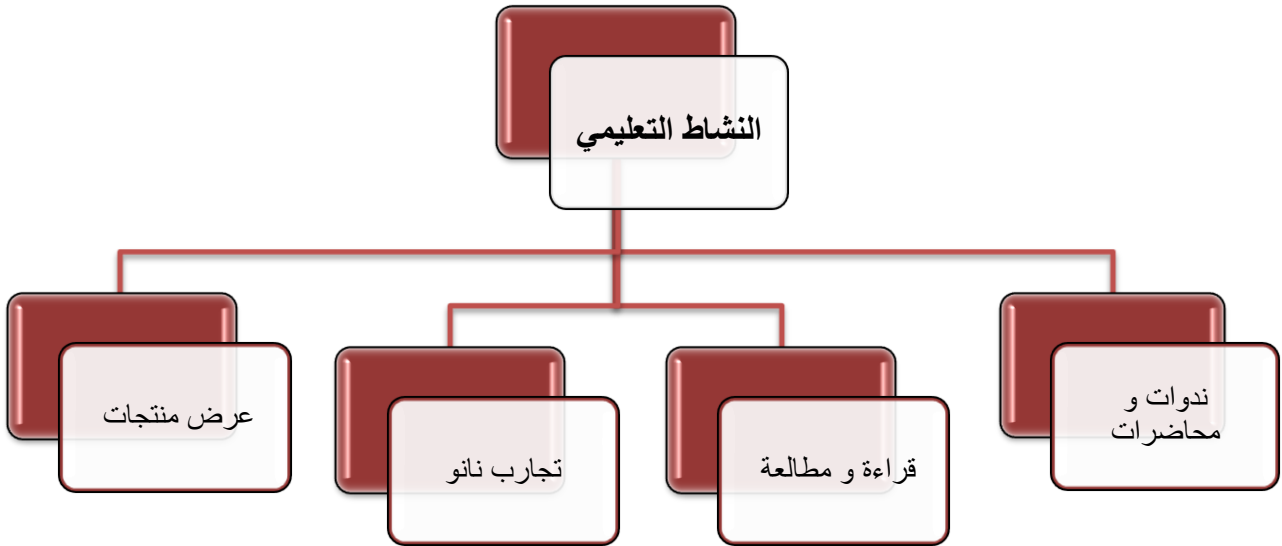 النشاط التعليمي
ندوات و
محاضرات
قراءة و مطالعة
تجارب نانو
عرض منتجات